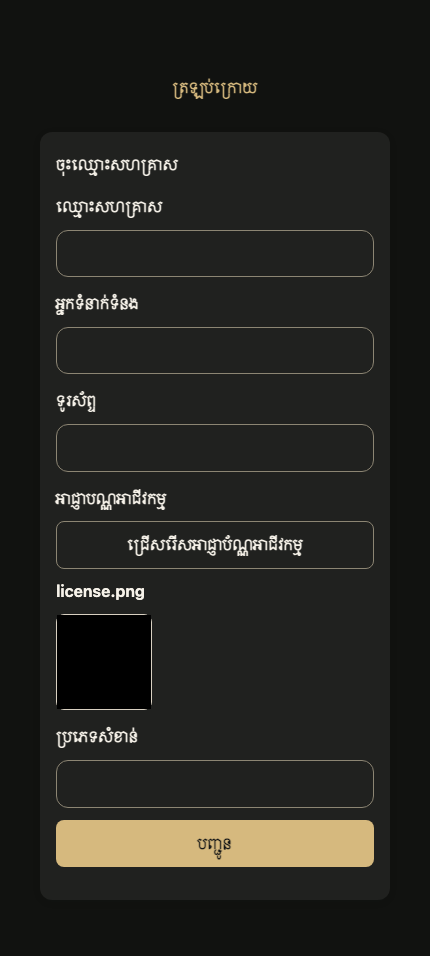 ត្រឡប់ក្រោយ
ចុះឈ្មោះសហគ្រាស
ឈ្មោះសហគ្រាស
អ្នកទំនាក់ទំនង
ទូរស័ព្ទ
អាជ្ញាបណ្ណអាជីវកម្ម
ជ្រើសរើសអាជ្ញាប័ណ្ណអាជីវកម្ម
license.png
ប្រភេទសំខាន់
បញ្ជូន